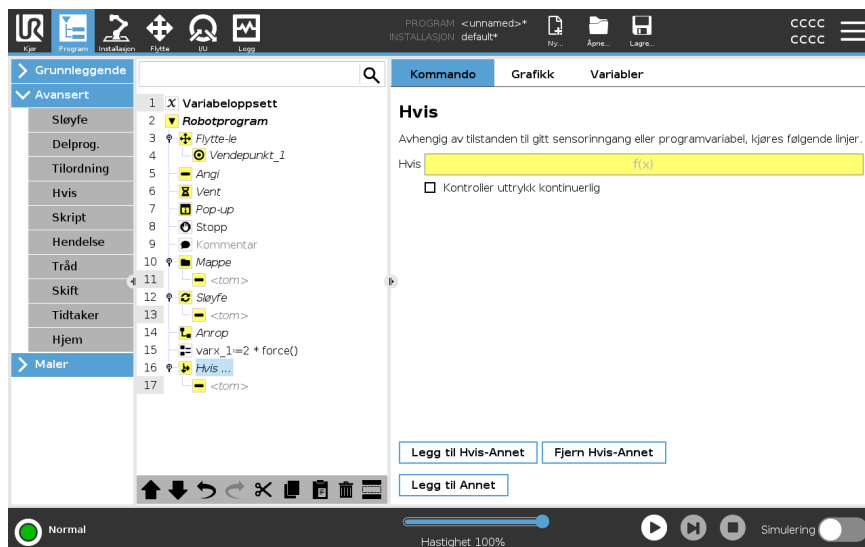 PROGRAM <unnamed>*
INSTALLASJON default*
UR
Kjør
Program
Installasjon
Flytte
I/U
Logg
Ny...
Åpne...
Lagre...
CCCC
CCCC
Grunnleggende
Avansert
Sløyfe
Delprog.
Tilordning
Hvis
Skript
Hendelse
Tråd
Skift
Tidtaker
Hjem
Maler
1 X Variabeloppsett
2 Robotprogram
3 Flytte-le
4 Vendepunkt_1
5 Angi
6 Vent
7 Pop-up
8 Stopp
9 Kommentar
10 Mappe
11 <tom>
12 Sløyfe
13 <tom>
14 Anrop
15 varx_1:=2 * force()
16 Hvis ...
17 <tom>
Kommando
Grafikk
Variabler
Hvis
Avhengig av tilstanden til gitt sensorinngang eller programvariabel, kjøres følgende linjer.
Hvis f(x)
Kontroller uttrykk kontinuerlig
Legg til Hvis-Annet
Fjern Hvis-Annet
Legg til Annet
Normal
Hastighet 100%
Simulering